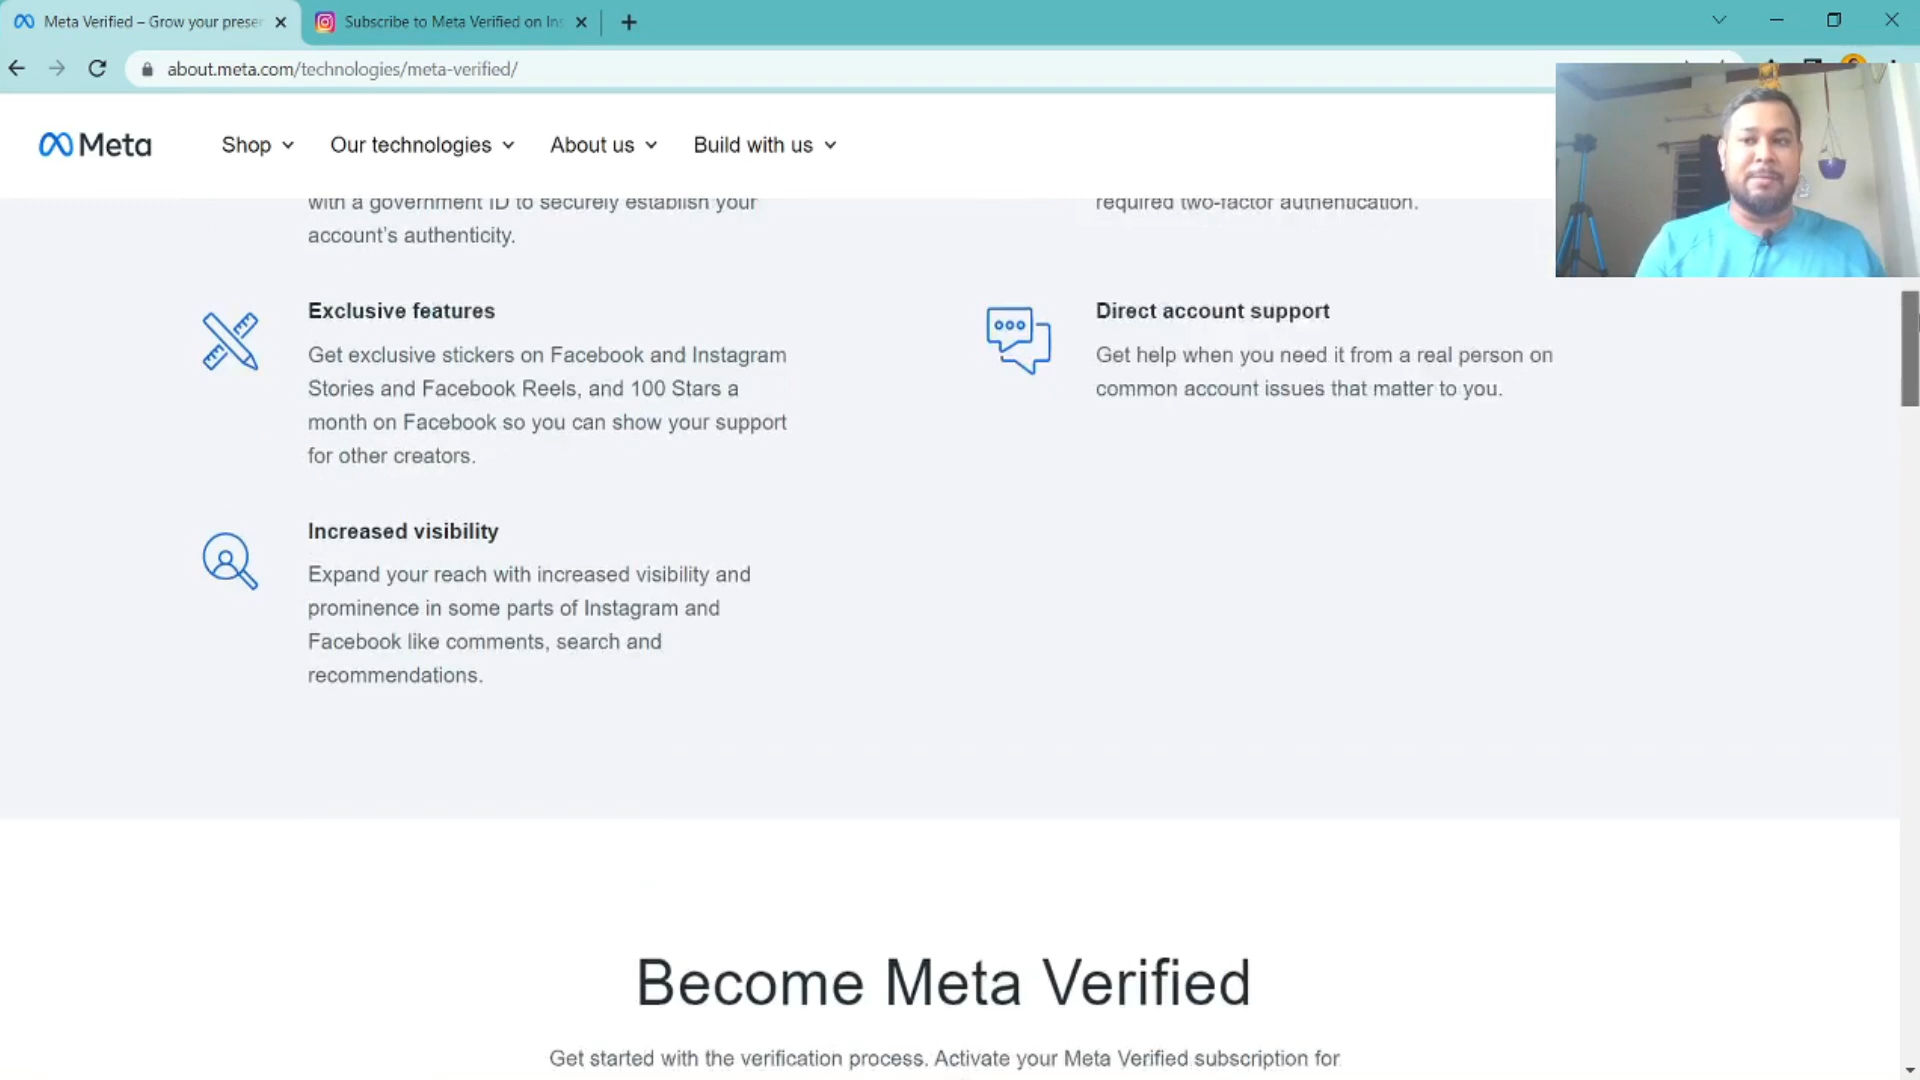 Meta Verified – Grow your prese
Subscribe to Meta Verified on Ins
about.meta.com/technologies/meta-verified/
Meta
Shop
Our technologies
About us
Build with us
with a government ID to securely establish your
account’s authenticity.
required two-factor authentication.
Exclusive features
Get exclusive stickers on Facebook and Instagram
Stories and Facebook Reels, and 100 Stars a
month on Facebook so you can show your support
for other creators.
Direct account support
Get help when you need it from a real person on
common account issues that matter to you.
Increased visibility
Expand your reach with increased visibility and
prominence in some parts of Instagram and
Facebook like comments, search and
recommendations.
Become Meta Verified
Get started with the verification process. Activate your Meta Verified subscription for